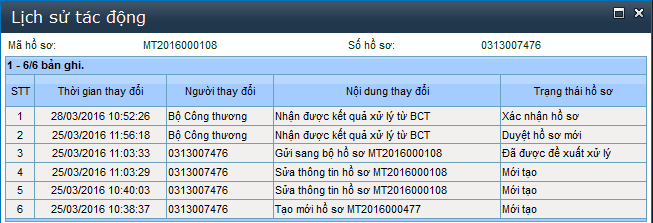 Lịch sử tác động
Mã hồ sơ: MT2016000108 Số hồ sơ: 0313007476
1 - 6/6 bản ghi.
STT Thời gian thay đổi Người thay đổi Nội dung thay đổi Trạng thái hồ sơ
1 28/03/2016 10:52:26 Bộ Công thương Nhận được kết quả xử lý từ BCT Xác nhận hồ sơ
2 25/03/2016 11:56:18 Bộ Công thương Nhận được kết quả xử lý từ BCT Duyệt hồ sơ mới
3 25/03/2016 11:03:33 0313007476 Gửi sang bộ hồ sơ MT2016000108 Đã được đề xuất xử lý
4 25/03/2016 11:03:29 0313007476 Sửa thông tin hồ sơ MT2016000108 Mới tạo
5 25/03/2016 10:40:03 0313007476 Sửa thông tin hồ sơ MT2016000108 Mới tạo
6 25/03/2016 10:38:37 0313007476 Tạo mới hồ sơ MT2016000477 Mới tạo